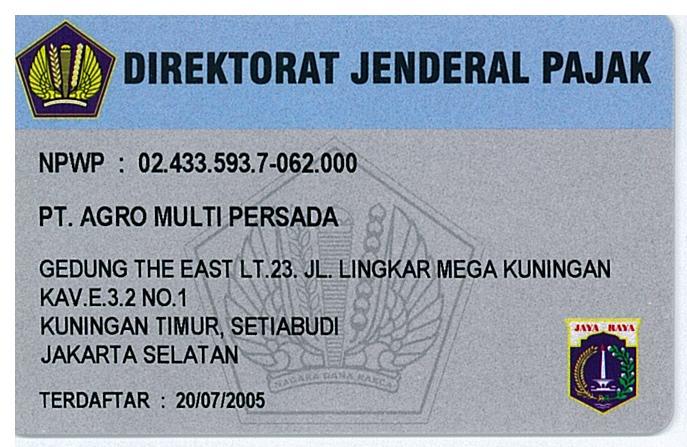 DIREKTORAT JENDERAL PAJAK
NPWP : 02.433.593.7-062.000
PT. AGRO MULTI PERSADA
GEDUNG THE EAST LT.23. JL. LINGKAR MEGA KUNINGAN
KAV.E.3.2 NO.1
KUNINGAN TIMUR, SETIABUDI
JAKARTA SELATAN
JAYA RAYA
NAGARA DANA RAKCA
TERDAFTAR : 20/07/2005